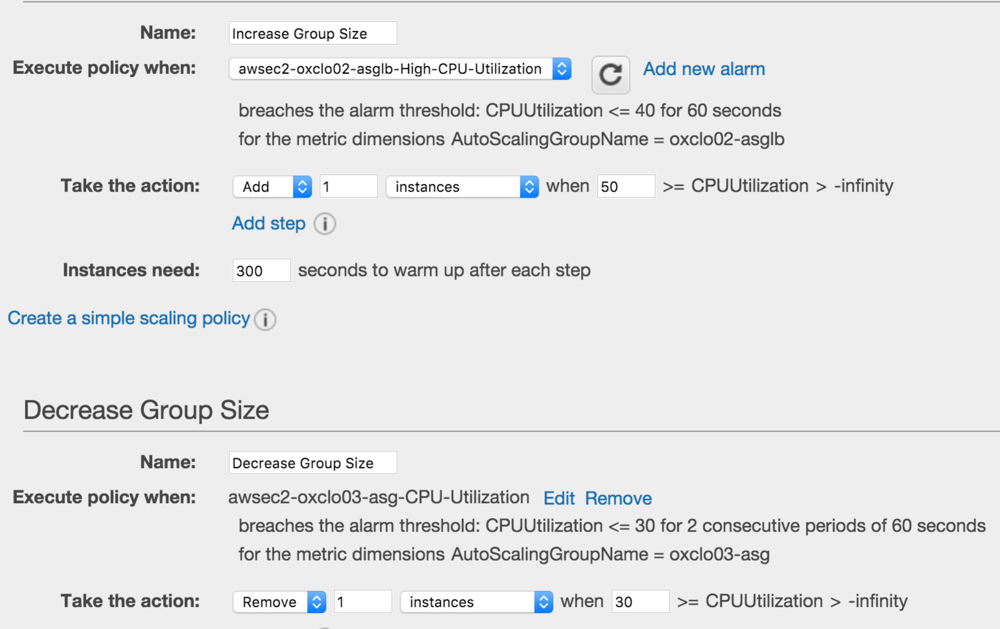 Name: Increase Group Size
Execute policy when: awsec2-oxclo02-asglb-High-CPU-Utilization Add new alarm
breaches the alarm threshold: CPUUtilization <= 40 for 60 seconds
for the metric dimensions AutoScalingGroupName = oxclo02-asglb
Take the action: Add 1 instances when 50 >= CPUUtilization > -infinity
Add step i
Instances need: 300 seconds to warm up after each step
Create a simple scaling policy i
Decrease Group Size
Name: Decrease Group Size
Execute policy when: awsec2-oxclo03-asg-CPU-Utilization Edit Remove
breaches the alarm threshold: CPUUtilization <= 30 for 2 consecutive periods of 60 seconds
for the metric dimensions AutoScalingGroupName = oxclo03-asg
Take the action: Remove 1 instances when 30 >= CPUUtilization > -infinity